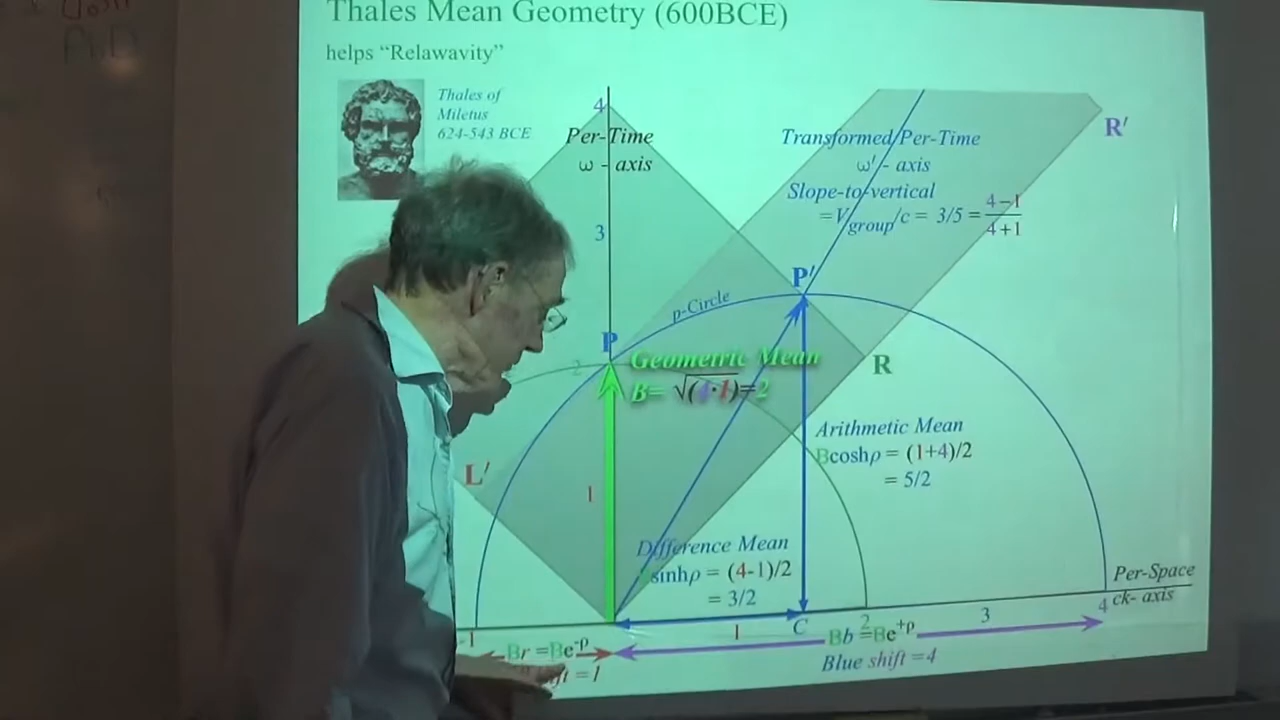 Thales Mean Geometry (600BCE)
helps “Relawavity”
Thales of
Miletus
624-543 BCE
4
Per-Time
ω - axis
3
Transformed Per-Time
ω′ - axis
Slope-to-vertical
=Vgroup/c = 3/5 = 4-1/4+1
R′
P′
p-Circle
P
2
Geometric Mean
B= √(4·1)=2
R
Arithmetic Mean
Bcoshρ = (1+4)/2
= 5/2
L′
1
Difference Mean
sinhρ = (4-1)/2
= 3/2
Per-Space
ck- axis
-1
1
C
2
3
4
Br =Be-ρ
Bb =Be+ρ
=1
Blue shift =4